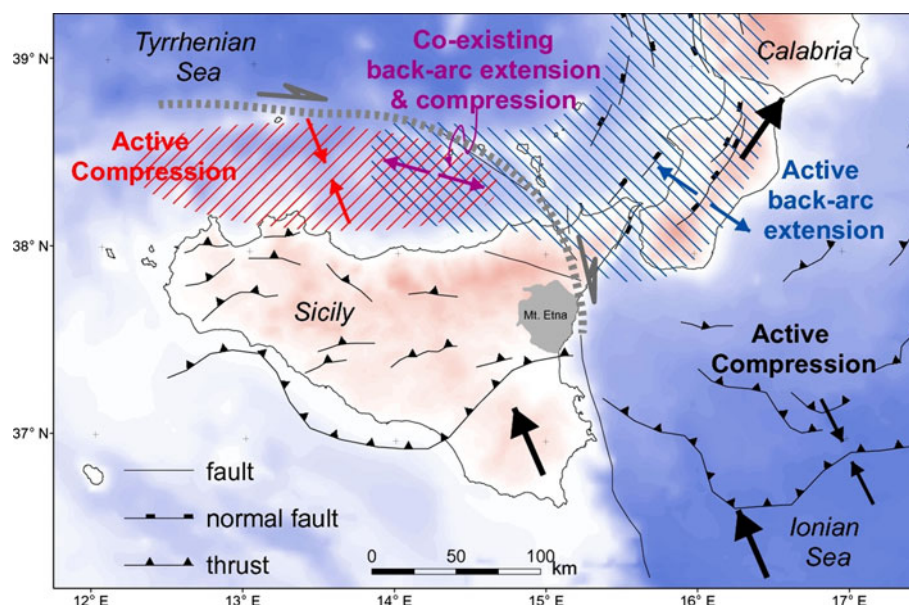 39° N
38° N
37° N
Tyrrhenian
Sea
Co-existing
back-arc extension
& compression
Calabria
Active
Compression
Active
back-arc
extension
Sicily
Mt. Etna
Active
Compression
Ionian
Sea
fault
normal fault
thrust
0 25 50 100
km
12° E 13° E 14° E 15° E 16° E 17° E